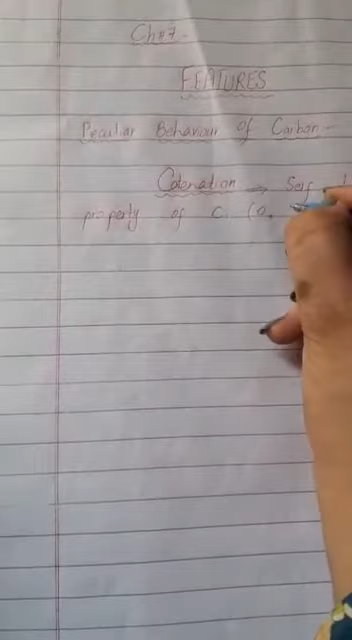 Ch#7.
FEATURES
Peculiar Behaviour of Carbon -
Catenation → Self
property of C. (